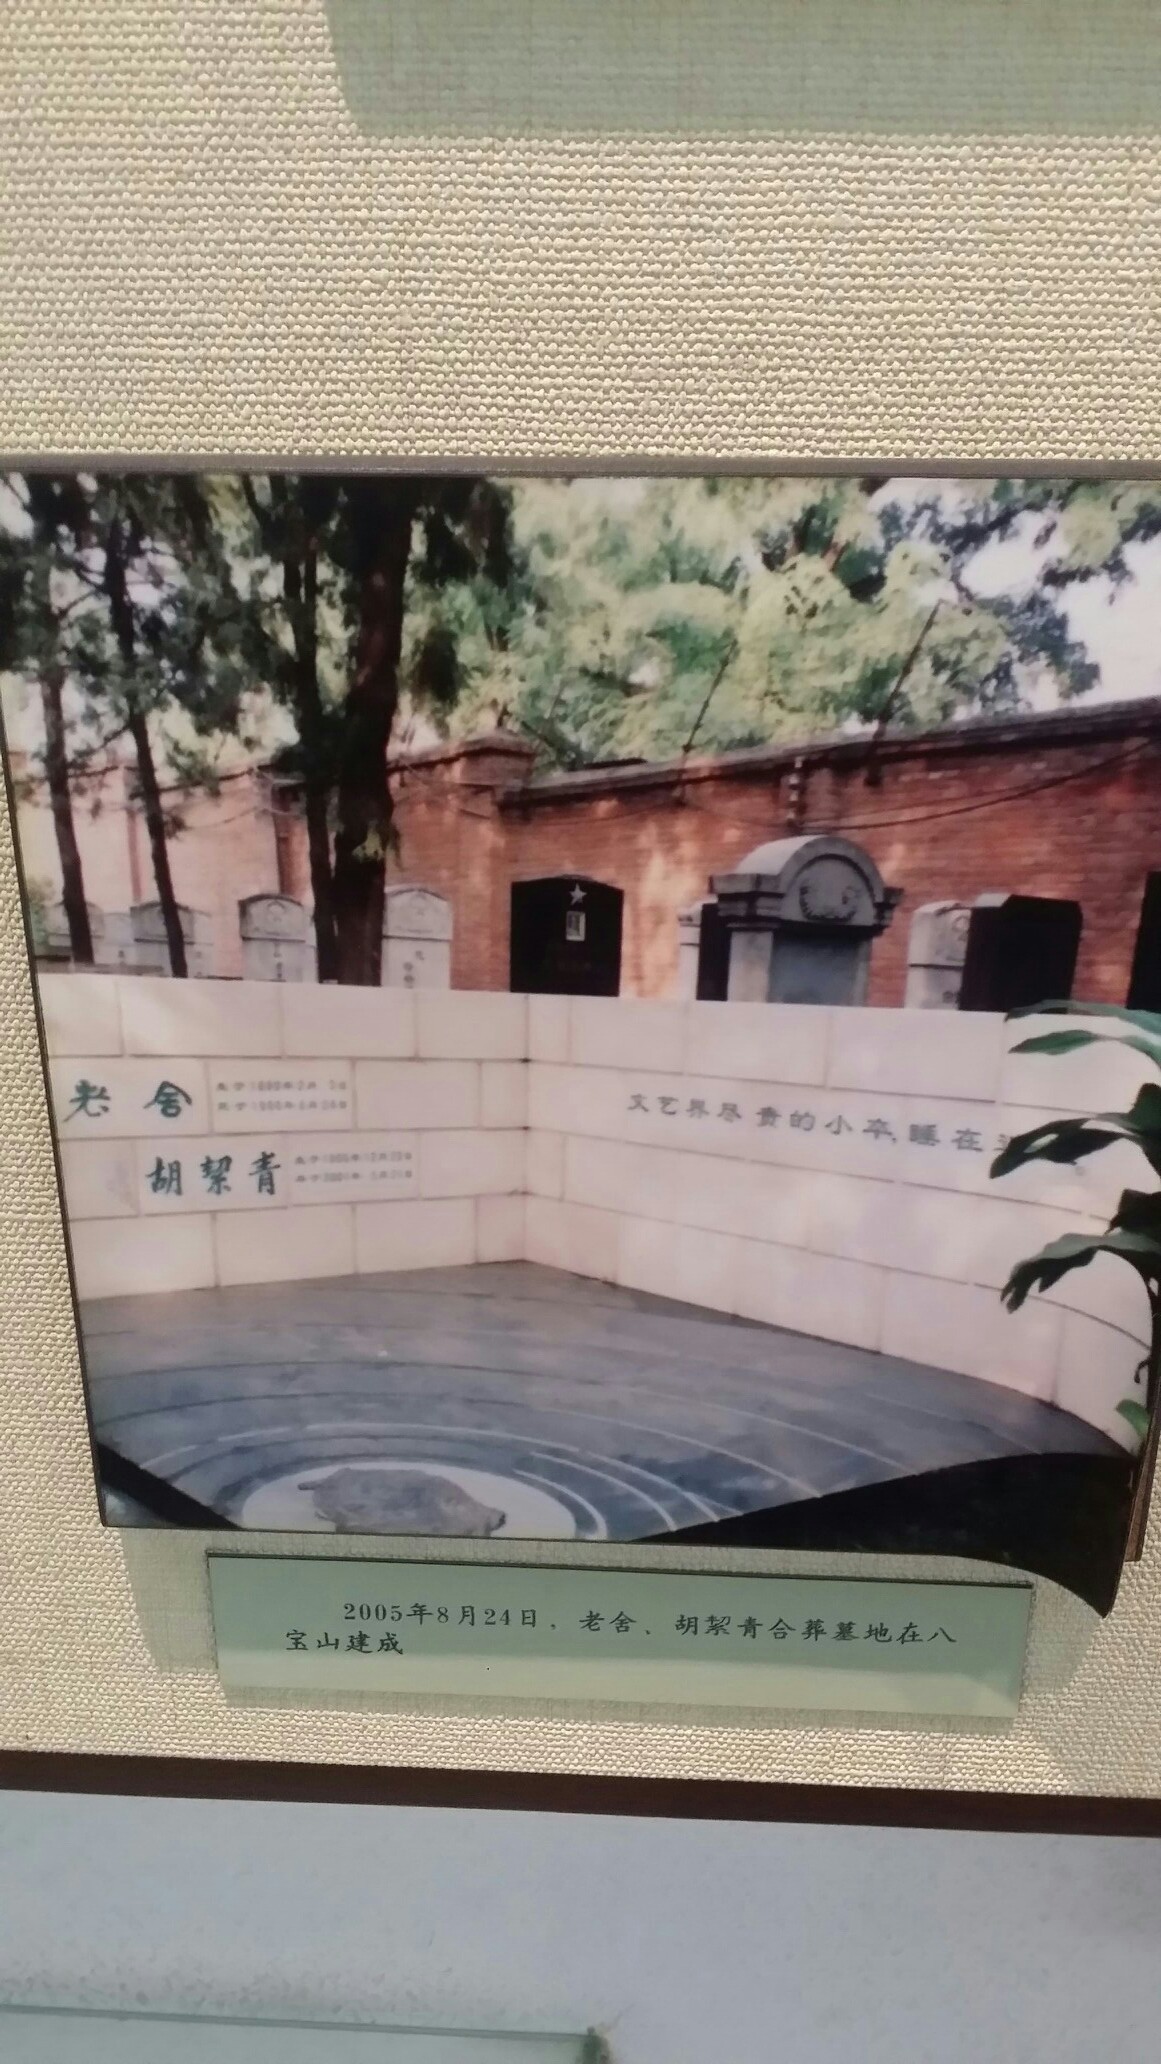 老舍
胡絜青
文艺界尽责的小卒,睡在
2005年8月24日,老舍、胡絜青合葬墓地在八
宝山建成